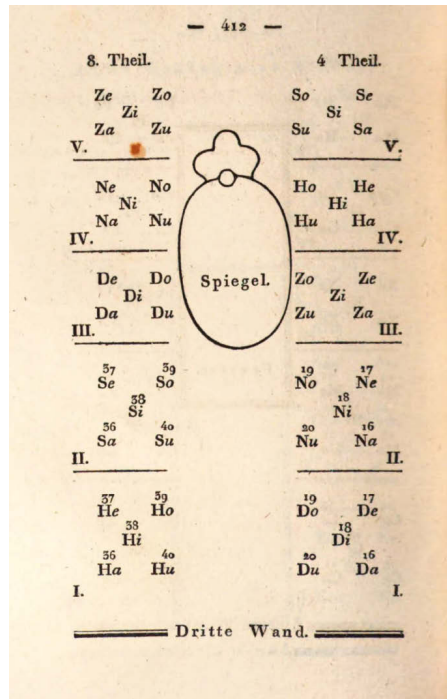 — 412 —
8. Theil. 4 Theil.
Ze Zo So Se
Zi Si
Za Zu Su Sa
V. V.
Ne No Ho He
Ni Hi
Na Nu Hu Ha
IV. IV.
Spiegel.
De Do Zo Ze
Di Zi
Da Du Zu Za
III. III.
37 39 19 17
Se So No Ne
38 18
Si Ni
36 40 20 16
Sa Su Nu Na
II. II.
37 39 19 17
He Ho Do De
38 18
Hi Di
36 40 20 16
Ha Hu Du Da
I. I.
Dritte Wand.